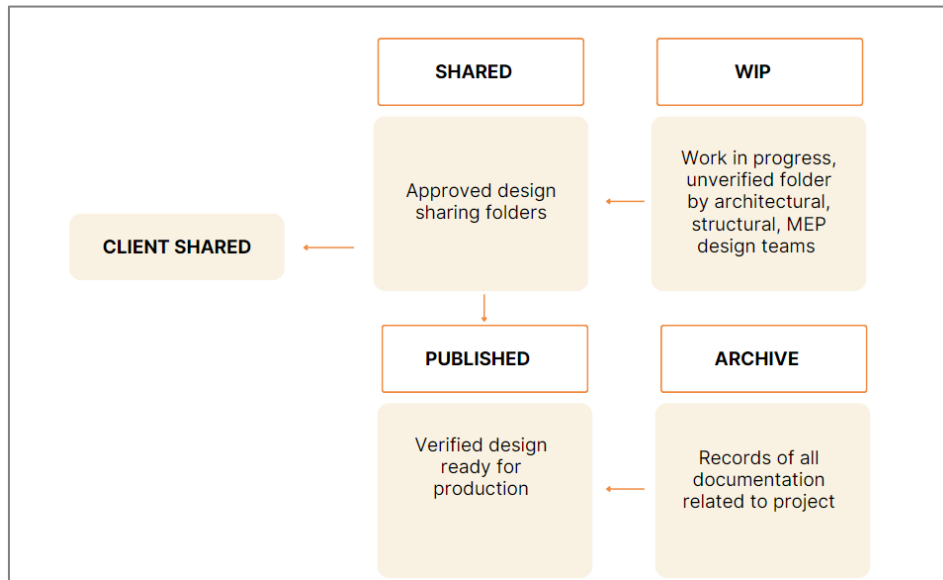 SHARED
WIP
Approved design
sharing folders
Work in progress,
unverified folder
by architectural,
structural, MEP
design teams
CLIENT SHARED
PUBLISHED
ARCHIVE
Verified design
ready for
production
Records of all
documentation
related to project